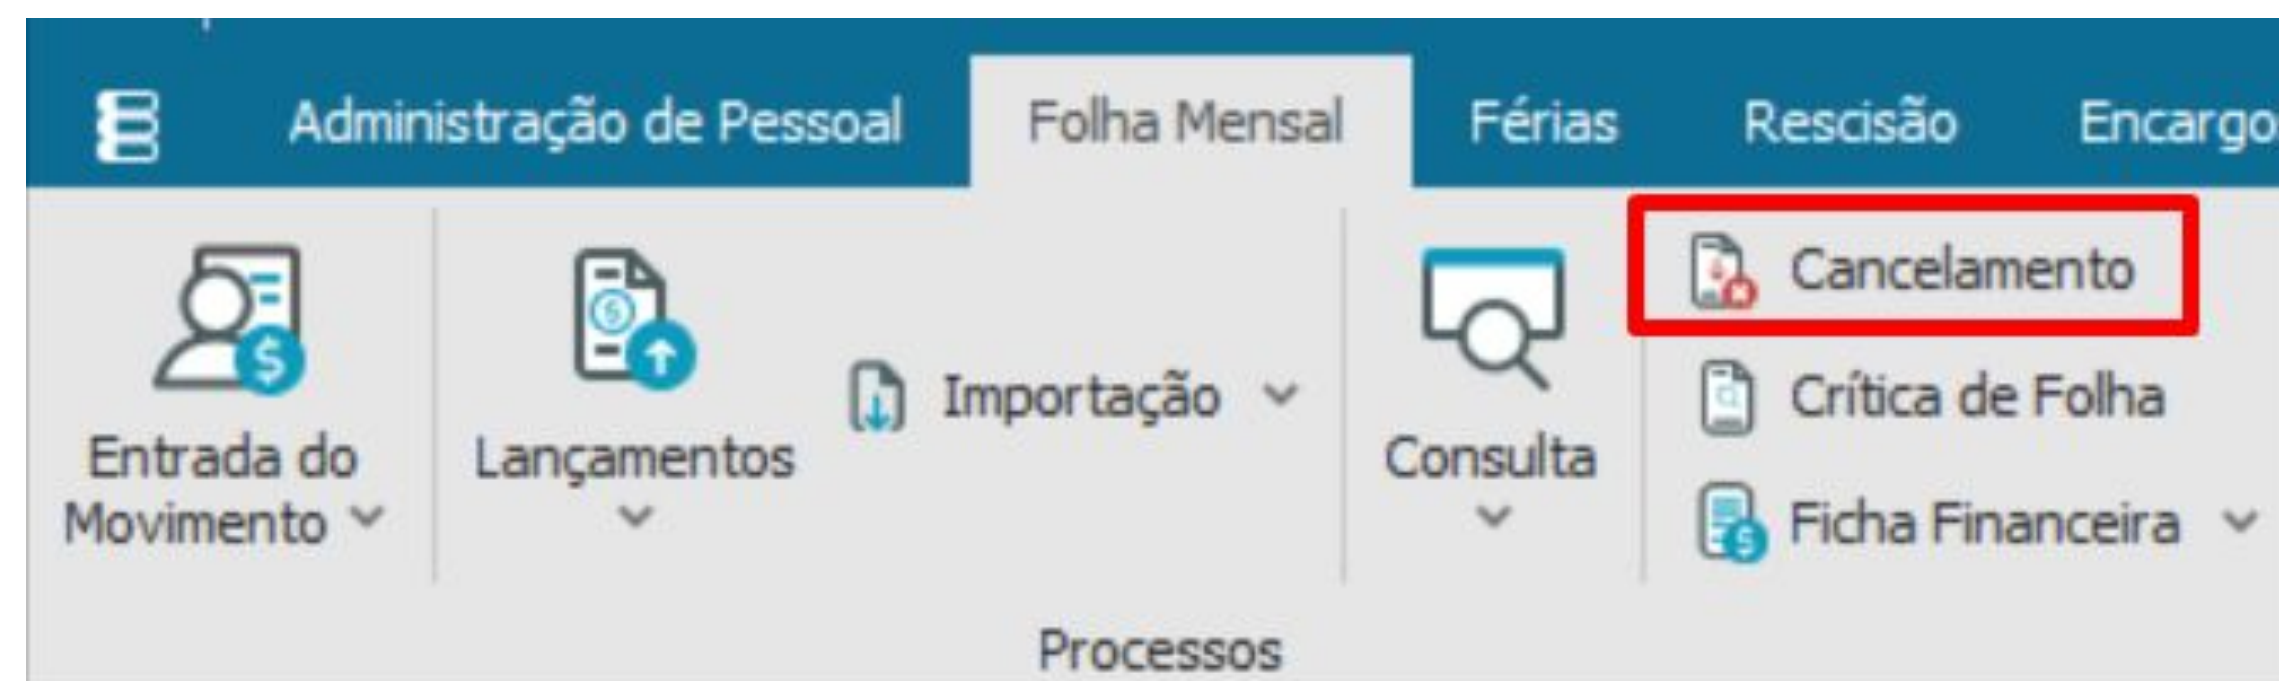 Administração de Pessoal
Folha Mensal
Férias
Rescisão
Encargo
Entrada do
Movimento
Lançamentos
Importação
Consulta
Cancelamento
Crítica de Folha
Ficha Financeira
Processos